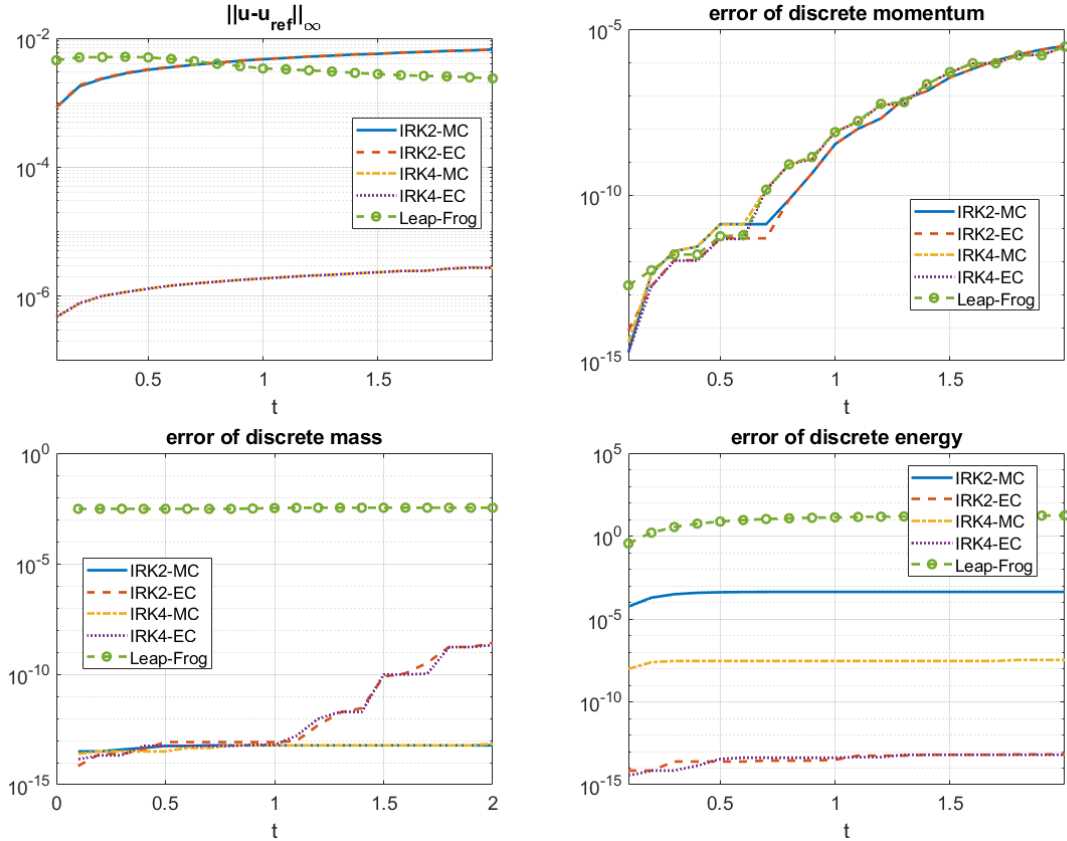 ||u-u_ref||_∞
10^-2
10^-4
10^-6
0.5
1
1.5
t
IRK2-MC
IRK2-EC
IRK4-MC
IRK4-EC
Leap-Frog
error of discrete momentum
10^-5
10^-10
10^-15
0.5
1
1.5
t
IRK2-MC
IRK2-EC
IRK4-MC
IRK4-EC
Leap-Frog
error of discrete mass
10^0
10^-5
10^-10
10^-15
0
0.5
1
1.5
2
t
IRK2-MC
IRK2-EC
IRK4-MC
IRK4-EC
Leap-Frog
error of discrete energy
10^5
10^0
10^-5
10^-10
10^-15
0.5
1
1.5
t
IRK2-MC
IRK2-EC
IRK4-MC
IRK4-EC
Leap-Frog